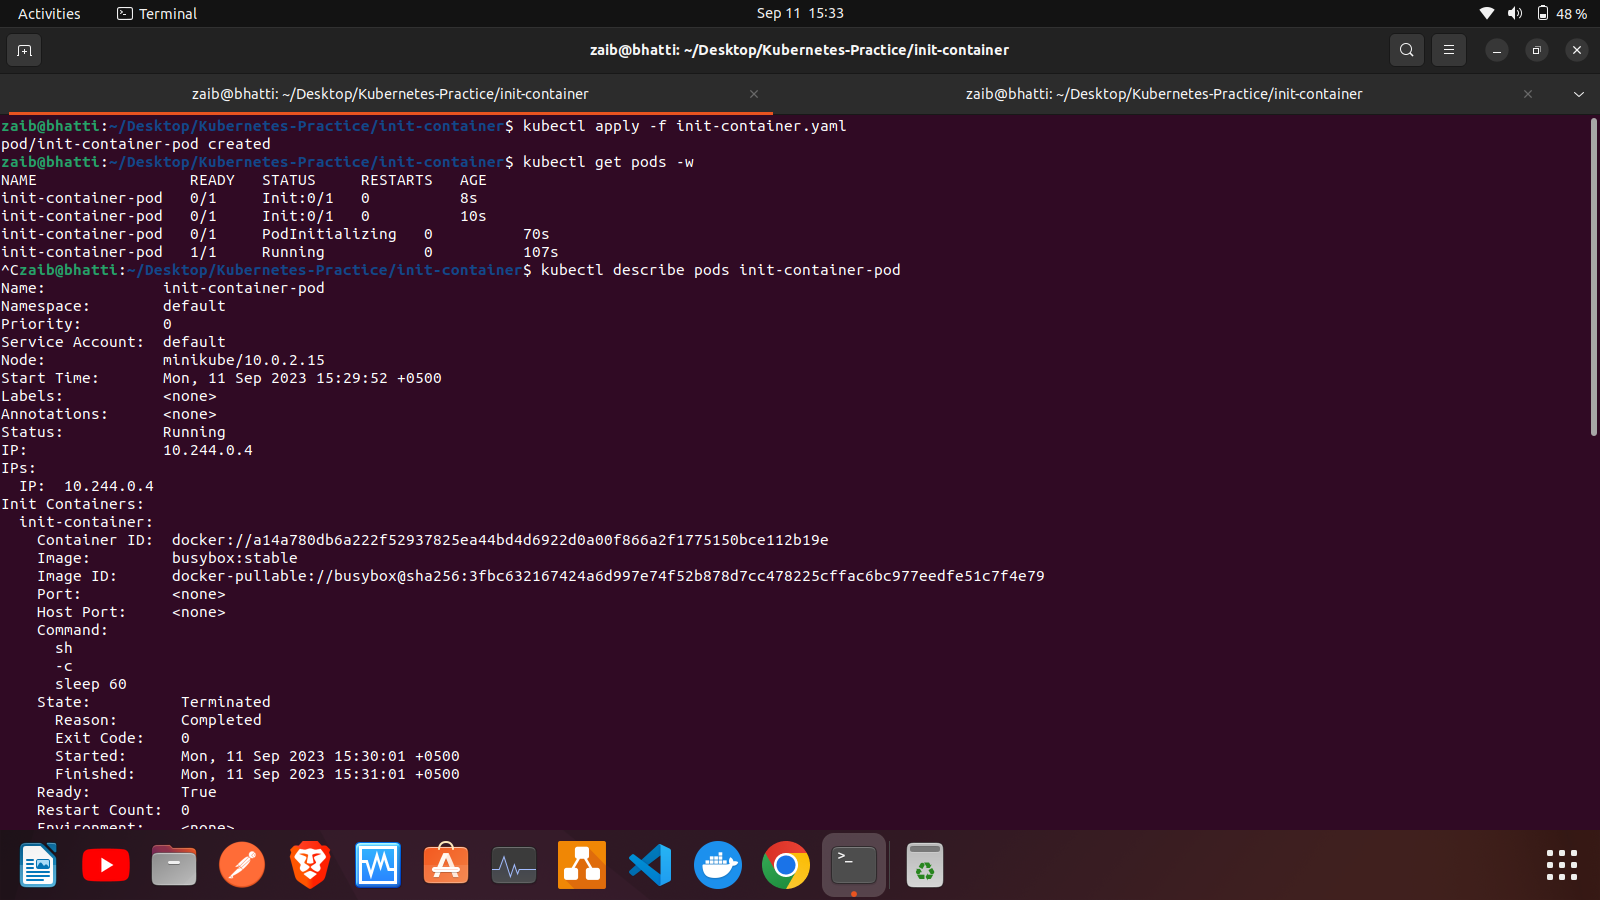 Activities Terminal Sep 11 15:33 48 %
zaib@bhatti: ~/Desktop/Kubernetes-Practice/init-container
zaib@bhatti: ~/Desktop/Kubernetes-Practice/init-container zaib@bhatti: ~/Desktop/Kubernetes-Practice/init-container
zaib@bhatti:~/Desktop/Kubernetes-Practice/init-container$ kubectl apply -f init-container.yaml
pod/init-container-pod created
zaib@bhatti:~/Desktop/Kubernetes-Practice/init-container$ kubectl get pods -w
NAME READY STATUS RESTARTS AGE
init-container-pod 0/1 Init:0/1 0 8s
init-container-pod 0/1 Init:0/1 0 10s
init-container-pod 0/1 PodInitializing 0 70s
init-container-pod 1/1 Running 0 107s
^Czaib@bhatti:~/Desktop/Kubernetes-Practice/init-container$ kubectl describe pods init-container-pod
Name: init-container-pod
Namespace: default
Priority: 0
Service Account: default
Node: minikube/10.0.2.15
Start Time: Mon, 11 Sep 2023 15:29:52 +0500
Labels: <none>
Annotations: <none>
Status: Running
IP: 10.244.0.4
IPs:
IP: 10.244.0.4
Init Containers:
init-container:
Container ID: docker://a14a780db6a222f52937825ea44bd4d6922d0a00f866a2f1775150bce112b19e
Image: busybox:stable
Image ID: docker-pullable://busybox@sha256:3fbc632167424a6d997e74f52b878d7cc478225cffac6bc977eedfe51c7f4e79
Port: <none>
Host Port: <none>
Command:
sh
-c
sleep 60
State: Terminated
Reason: Completed
Exit Code: 0
Started: Mon, 11 Sep 2023 15:30:01 +0500
Finished: Mon, 11 Sep 2023 15:31:01 +0500
Ready: True
Restart Count: 0
Environment: <none>